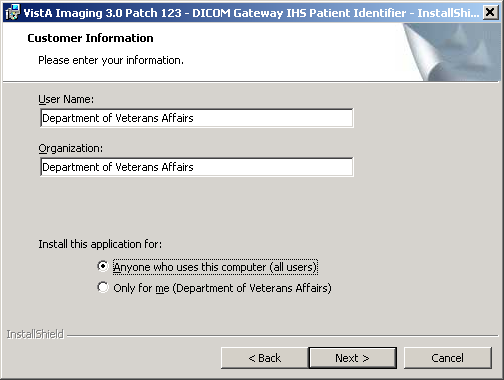 VistA Imaging 3.0 Patch 123 - DICOM Gateway IHS Patient Identifier - InstallShi...
Customer Information
Please enter your information.
User Name:
Department of Veterans Affairs
Organization:
Department of Veterans Affairs
Install this application for:
Anyone who uses this computer (all users)
Only for me (Department of Veterans Affairs)
InstallShield
< Back Next > Cancel